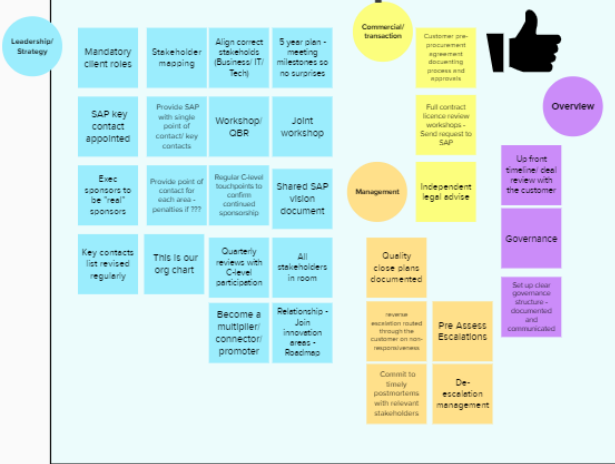 Leadership/
Strategy
Mandatory
client roles
Stakeholder
mapping
Align correct
stakeholds
(Business/ IT/
Tech)
5 year plan -
meeting
milestones so
no surprises
SAP key
contact
appointed
Provide SAP
with single
point of
contact/ key
contacts
Workshop/
QBR
Joint
workshop
Exec
sponsors to
be "real"
sponsors
Provide point of
contact for
each area -
penalties if ???
Regular C-level
touchpoints to
confirm
continued
sponsorship
Shared SAP
vision
document
Key contacts
list revised
regularly
This is our
org chart
Quarterly
reviews with
C-level
participation
All
stakeholders
in room
Become a
multiplier/
connector/
promoter
Relationship -
Join
innovation
areas -
Roadmap
Commercial/
transaction
Customer pre-
procurement
agreement
docuenting
process and
approvals
Full contract
licence review
workshops -
Send request to
SAP
Independent
legal advise
Management
Quality
close plans
documented
reverse
escalation routed
through the
customer on non-
responsiveness
Pre Assess
Escalations
Commit to
timely
postmortems
with relevant
stakeholders
De-
escalation
management
Overview
Up front
timeline/ deal
review with
the customer
Governance
Set up clear
governance
structure -
documented
and
communicated